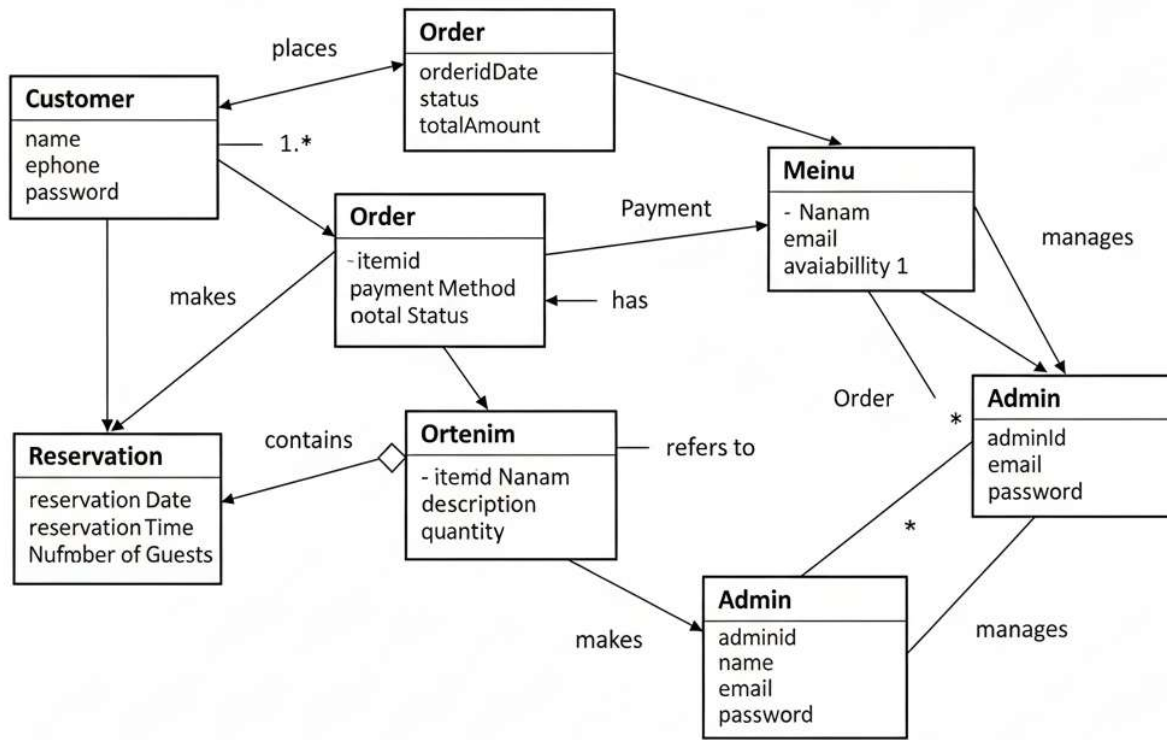 places
Order
orderidDate
status
totalAmount
Customer
name
ephone
password
1.*
Meinu
- Nanam
email
avaiabillity 1
Order
-itemid
payment Method
notal Status
Payment
manages
makes
has
Order
*
Admin
adminId
email
password
Reservation
reservation Date
reservation Time
Nufmber of Guests
contains
Ortenim
- itemd Nanam
description
quantity
refers to
*
Admin
adminid
name
email
password
makes
manages